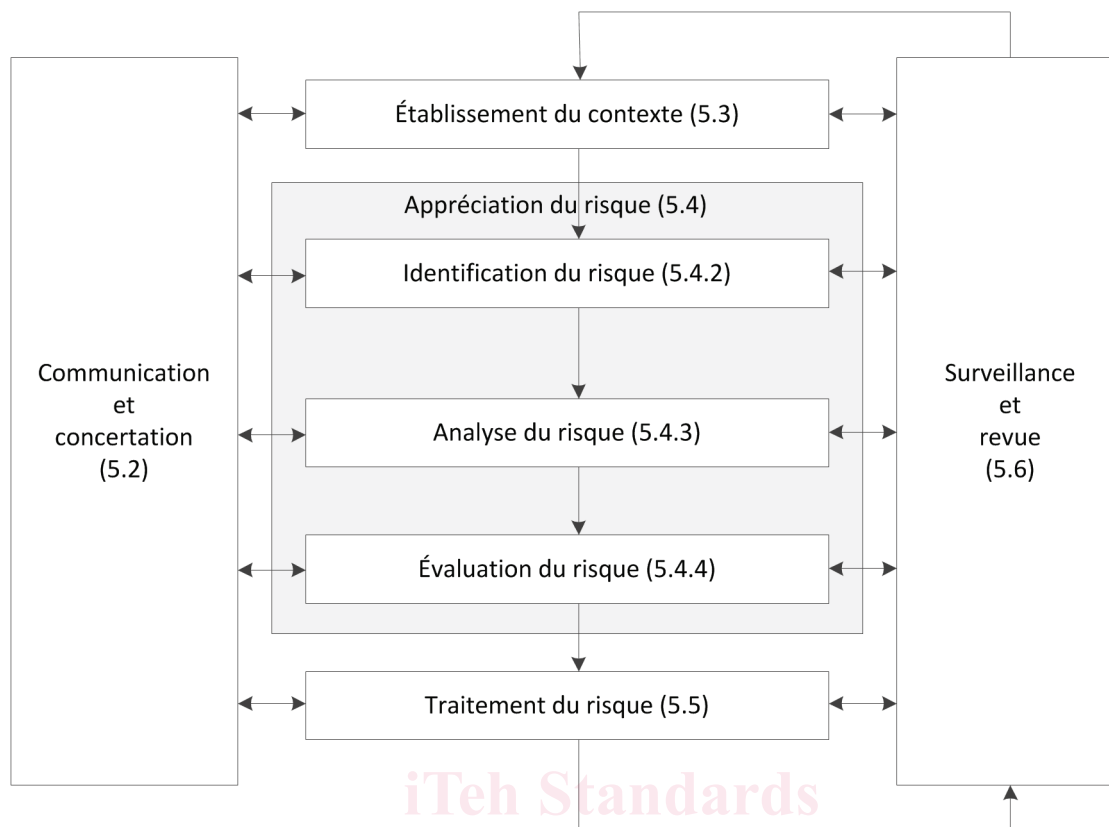 Établissement du contexte (5.3)
Appréciation du risque (5.4)
Identification du risque (5.4.2)
Communication
et
concertation
(5.2)
Surveillance
et
revue
(5.6)
Analyse du risque (5.4.3)
Évaluation du risque (5.4.4)
Traitement du risque (5.5)
iTeh Standards